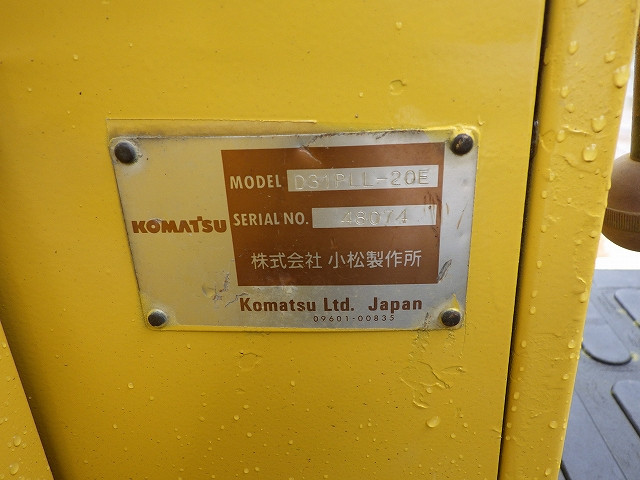 KOMATSU
MODEL D31PLL-20E
SERIAL NO. 46074
株式会社 小松製作所
Komatsu Ltd. Japan
09601-00835